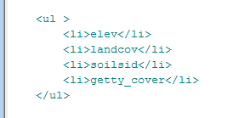 <ul >
<li>elev</li>
<li>landcov</li>
<li>soilsid</li>
<li>getty_cover</li>
</ul>